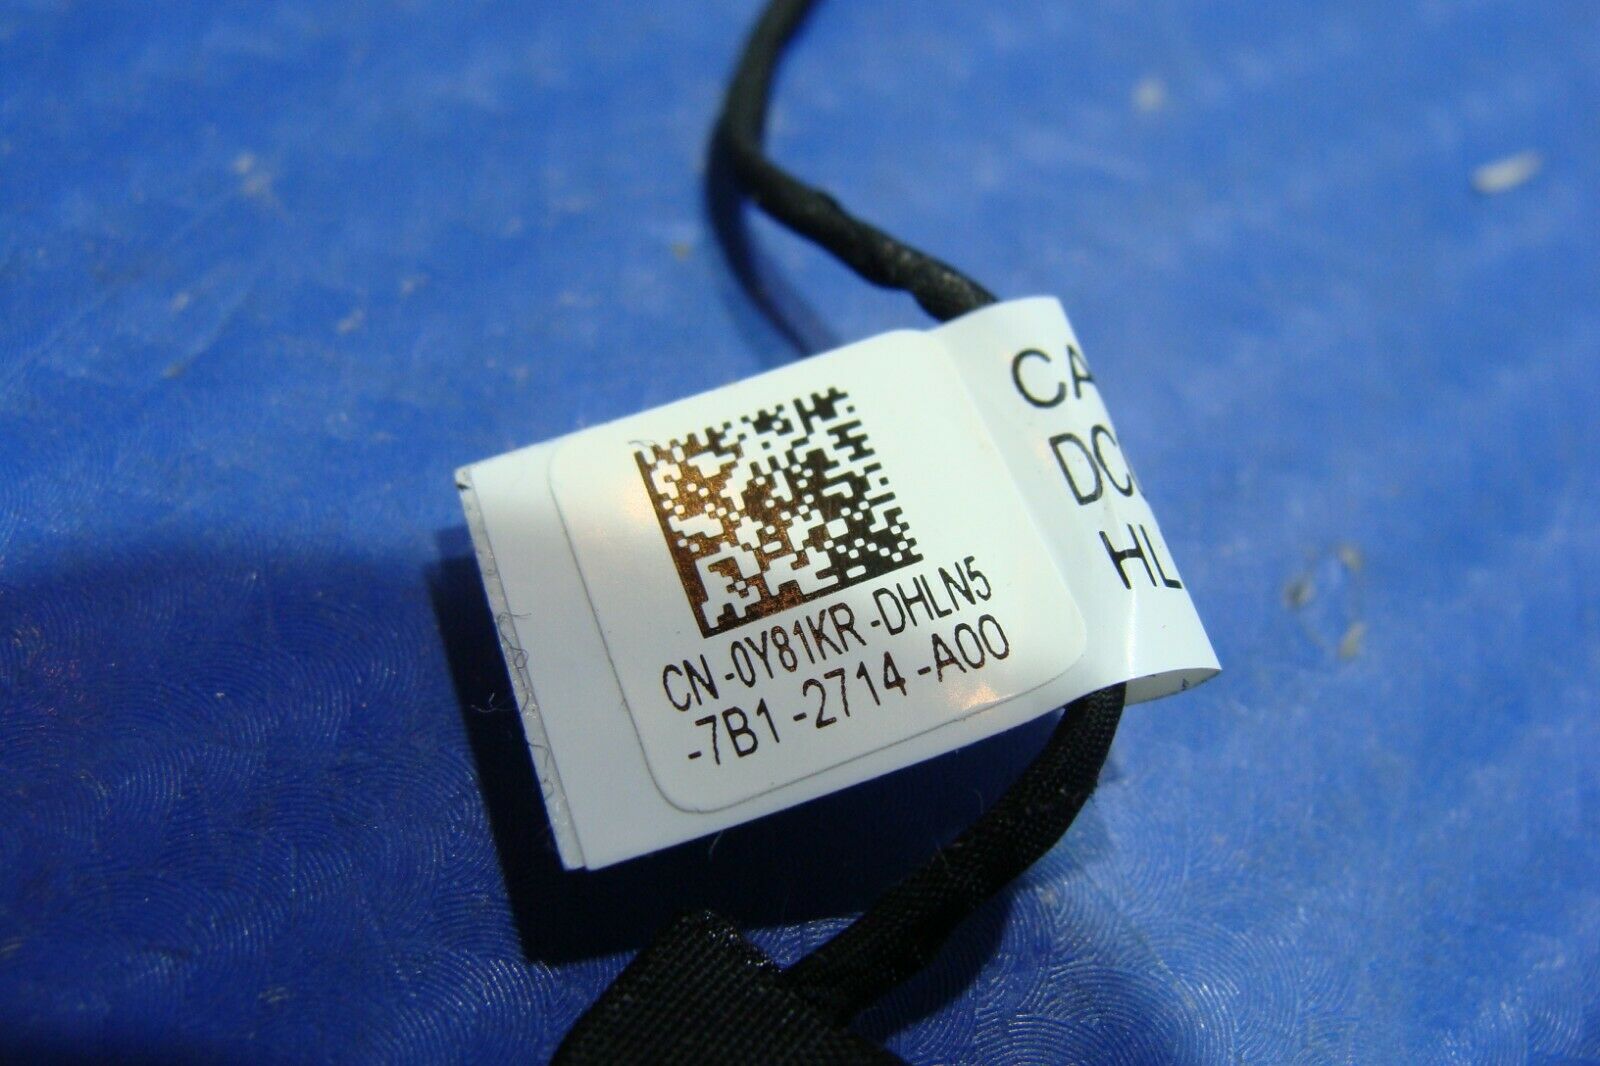 CN-0Y81KR-DHLN5
-7B1-2714-A00
CA
DC
HL